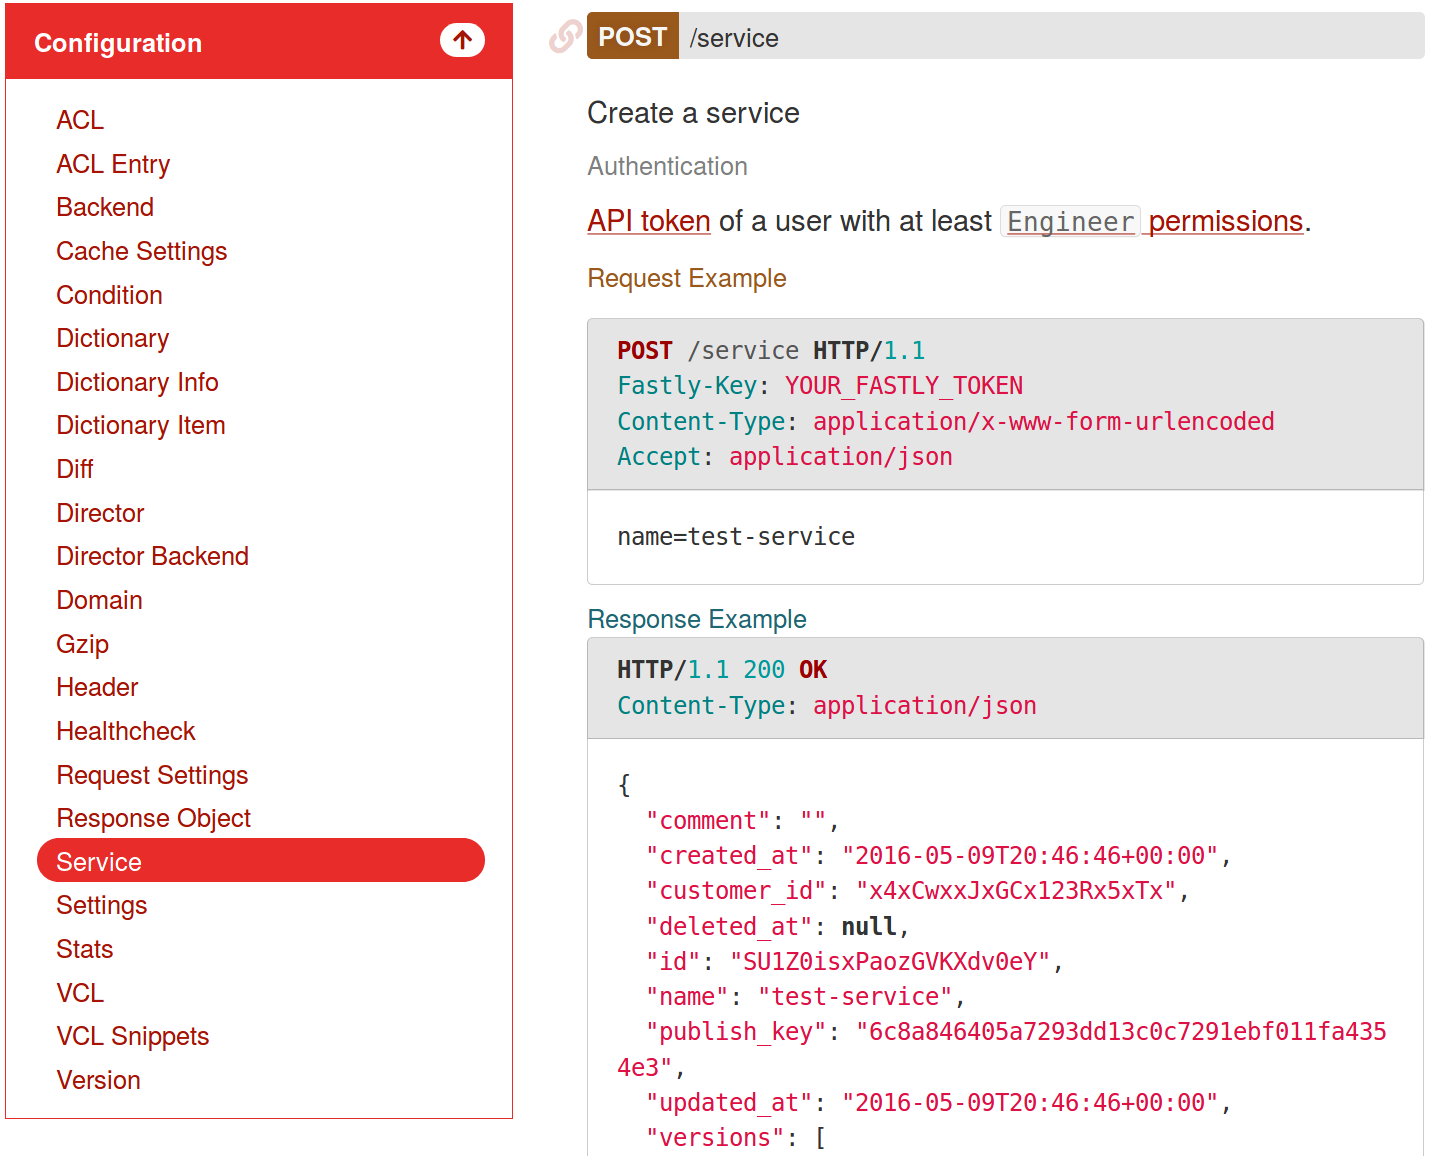 Configuration
ACL
ACL Entry
Backend
Cache Settings
Condition
Dictionary
Dictionary Info
Dictionary Item
Diff
Director
Director Backend
Domain
Gzip
Header
Healthcheck
Request Settings
Response Object
Service
Settings
Stats
VCL
VCL Snippets
Version
POST /service
Create a service
Authentication
API token of a user with at least Engineer permissions.
Request Example
POST /service HTTP/1.1
Fastly-Key: YOUR_FASTLY_TOKEN
Content-Type: application/x-www-form-urlencoded
Accept: application/json
name=test-service
Response Example
HTTP/1.1 200 OK
Content-Type: application/json
{
"comment": "",
"created_at": "2016-05-09T20:46:46+00:00",
"customer_id": "x4xCwxxJxGCx123Rx5xTx",
"deleted_at": null,
"id": "SU1Z0isxPaozGVKXdv0eY",
"name": "test-service",
"publish_key": "6c8a846405a7293dd13c0c7291ebf011fa435
4e3",
"updated_at": "2016-05-09T20:46:46+00:00",
"versions": [